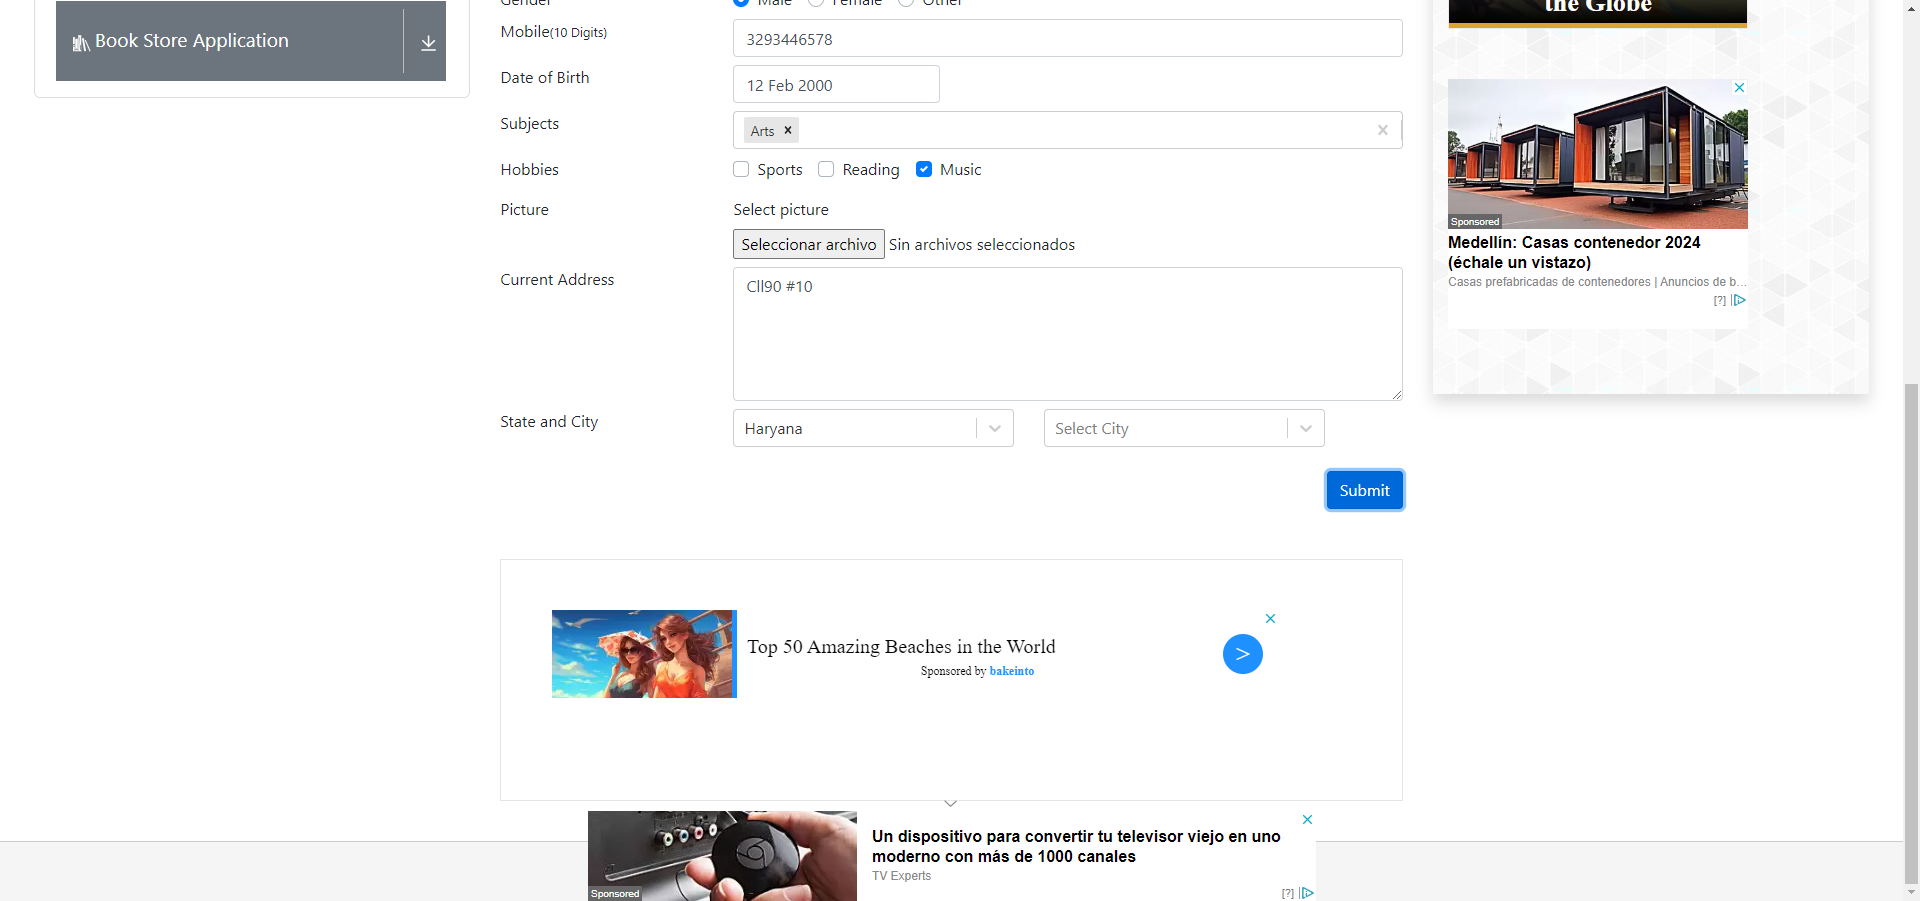 Book Store Application
Gender
Male
Female
Other
Mobile(10 Digits)
3293446578
Date of Birth
12 Feb 2000
Subjects
Arts ×
Hobbies
Sports
Reading
Music
Picture
Select picture
Seleccionar archivo Sin archivos seleccionados
Current Address
Cll90 #10
State and City
Haryana
Select City
Submit
the Globe
Sponsored
Medellín: Casas contenedor 2024
(échale un vistazo)
Casas prefabricadas de contenedores | Anuncios de b...
[?]
Top 50 Amazing Beaches in the World
Sponsored by bakeinto
>
Sponsored
Un dispositivo para convertir tu televisor viejo en uno
moderno con más de 1000 canales
TV Experts
[?]